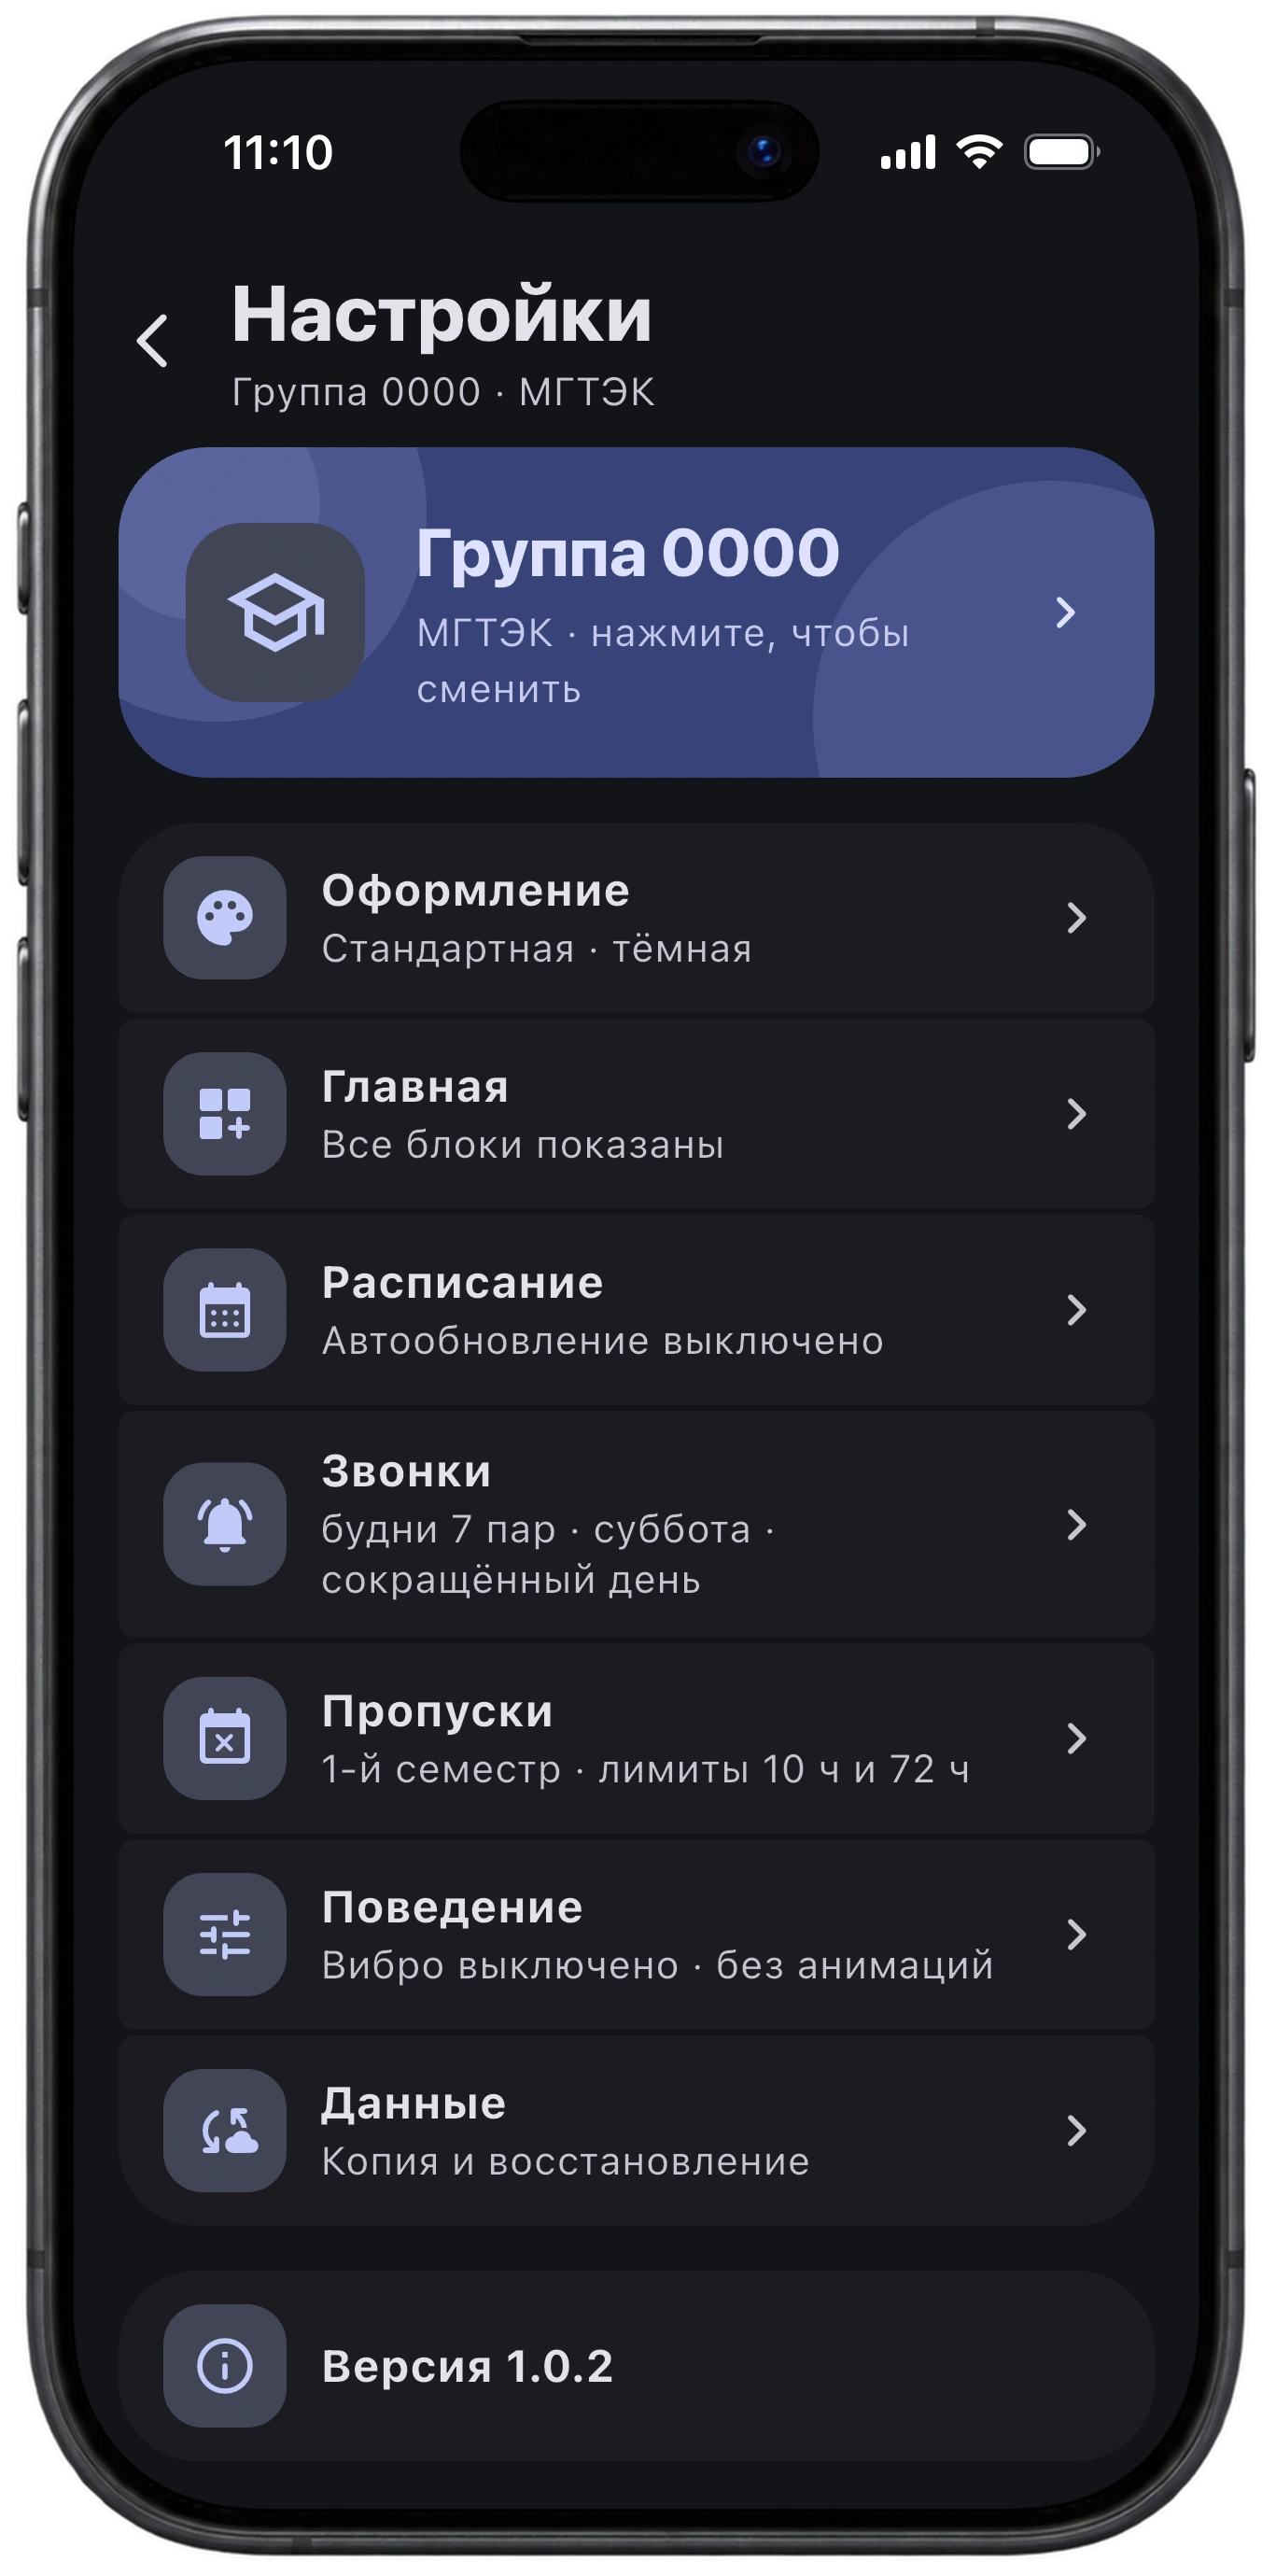 11:10
Настройки
Группа 0000 · МГТЭК
Группа 0000
МГТЭК · нажмите, чтобы
сменить
Оформление
Стандартная · тёмная
Главная
Все блоки показаны
Расписание
Автообновление выключено
Звонки
будни 7 пар · суббота ·
сокращённый день
Пропуски
1-й семестр · лимиты 10 ч и 72 ч
Поведение
Вибро выключено · без анимаций
Данные
Копия и восстановление
Версия 1.0.2